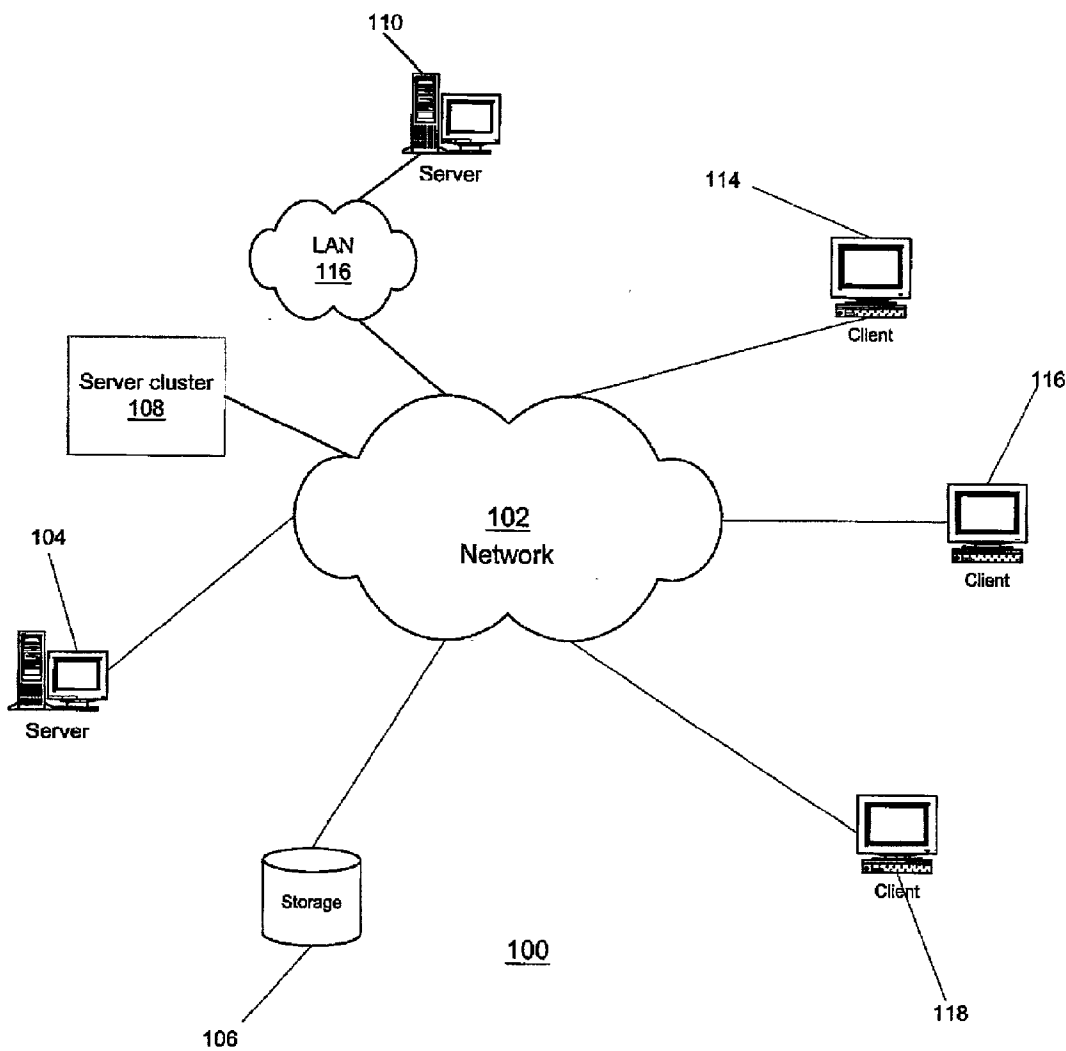 110
Server
114
LAN
116
Client
Server cluster
108
116
102
Network
104
Client
Server
Storage
Client
100
118
106